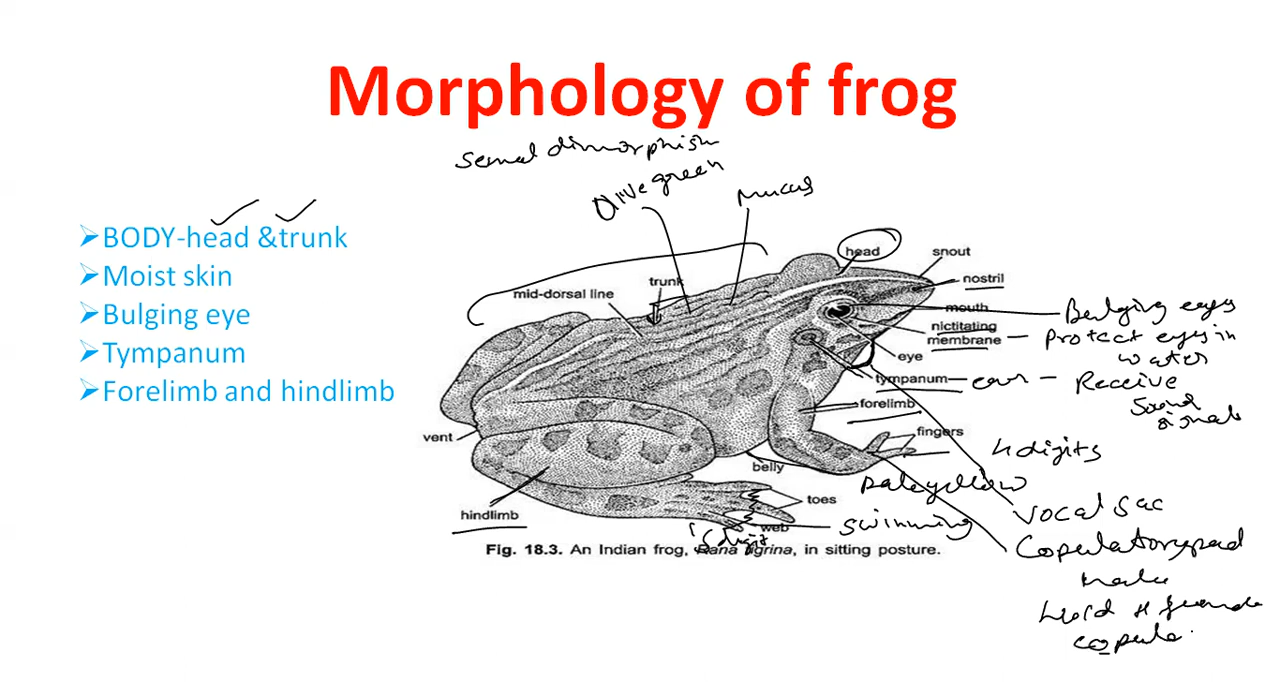 Morphology of frog
Sexual dimorphism
Olive green
Mucus
➢BODY-head &trunk
➢Moist skin
➢Bulging eye
➢Tympanum
➢Forelimb and hindlimb
head
snout
trunk
nostril
mid-dorsal line
mouth
Bulging eyes
nictitating
membrane
Protect eyes in
water
eye
tympanum
ears - Receive
Sound
signals
forelimb
fingers
vent
4 digits
belly
Pale yellow
toes
vocal sac
hindlimb
web
swimming
5 digit
Copulatory pad
Fig. 18.3. An Indian frog, Rana tigrina, in sitting posture.
male
hold
female